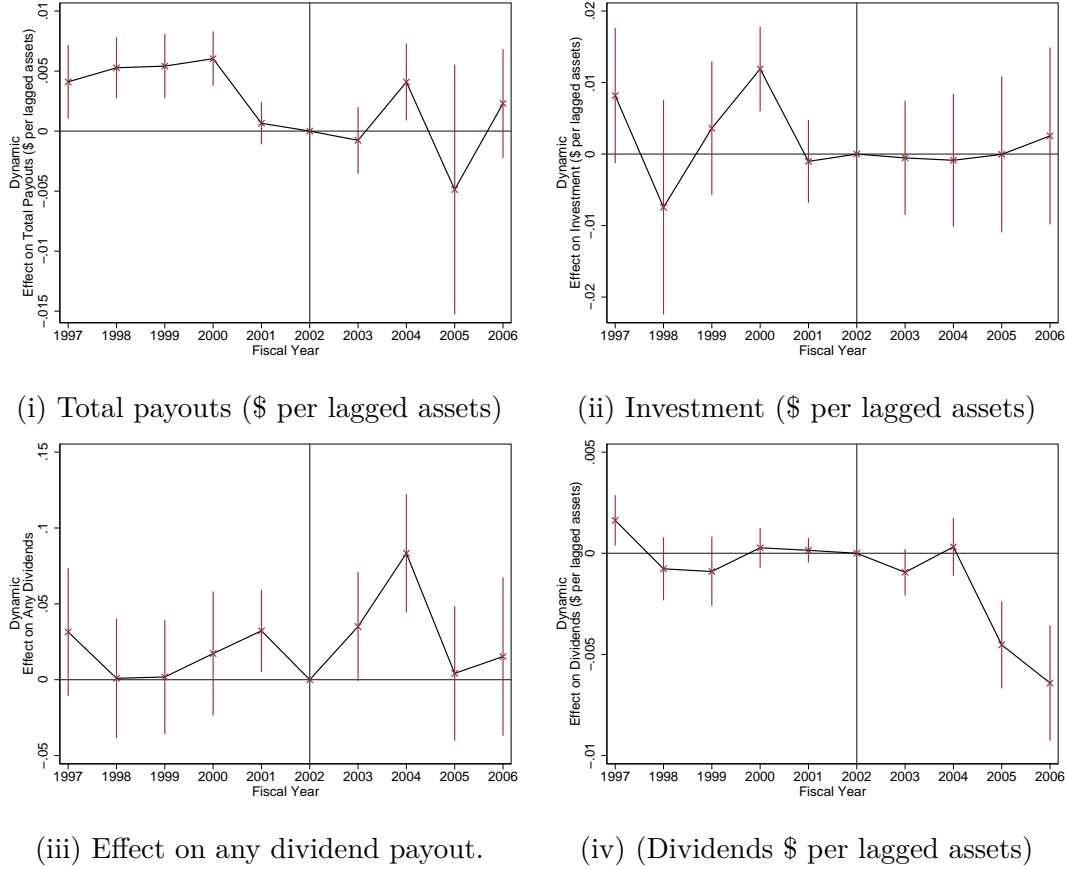 Dynamic
Effect on Total Payouts ($ per lagged assets)
.01
.005
0
-.005
-.01
-.015
1997 1998 1999 2000 2001 2002 2003 2004 2005 2006
Fiscal Year
(i) Total payouts ($ per lagged assets)
Dynamic
Effect on Investment ($ per lagged assets)
.02
.01
0
-.01
-.02
1997 1998 1999 2000 2001 2002 2003 2004 2005 2006
Fiscal Year
(ii) Investment ($ per lagged assets)
Dynamic
Effect on Any Dividends
.15
.1
.05
0
-.05
1997 1998 1999 2000 2001 2002 2003 2004 2005 2006
Fiscal Year
(iii) Effect on any dividend payout.
Dynamic
Effect on Dividends ($ per lagged assets)
.005
0
-.005
-.01
1997 1998 1999 2000 2001 2002 2003 2004 2005 2006
Fiscal Year
(iv) (Dividends $ per lagged assets)